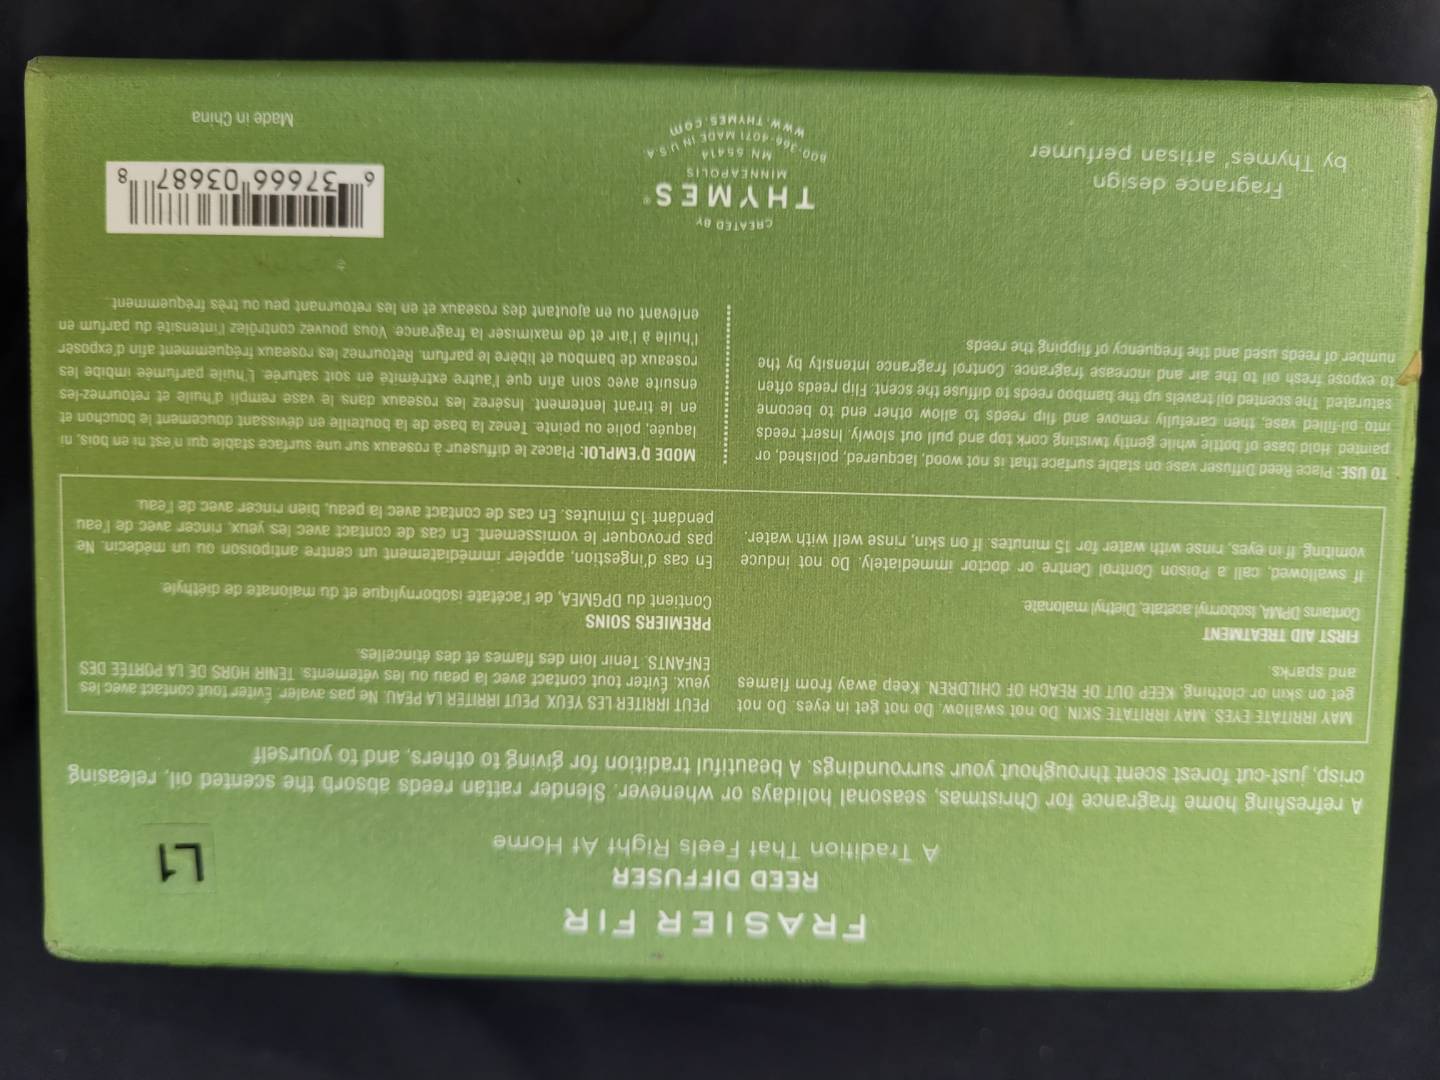 FRASIER FIR
REED DIFFUSER
A Tradition That Feels Right At Home
L1
A refreshing home fragrance for Christmas, seasonal holidays or whenever. Slender rattan reeds absorb the scented oil, releasing
crisp, just-cut forest scent throughout your surroundings. A beautiful tradition for giving to others, and to yourself.
MAY IRRITATE EYES. MAY IRRITATE SKIN. Do not swallow. Do not get in eyes. Do not
get on skin or clothing. KEEP OUT OF REACH OF CHILDREN. Keep away from flames
and sparks.
FIRST AID TREATMENT
Contains DPMA, Isobornyl acetate, Diethyl malonate.
If swallowed, call a Poison Control Centre or doctor immediately. Do not induce
vomiting. If in eyes, rinse with water for 15 minutes. If on skin, rinse well with water.
PEUT IRRITER LES YEUX. PEUT IRRITER LA PEAU. Ne pas avaler. Éviter tout contact avec les
yeux. Éviter tout contact avec la peau ou les vêtements. TENIR HORS DE LA PORTÉE DES
ENFANTS. Tenir loin des flames et des étincelles.
PREMIERS SOINS
Contient du DPGMEA, de l'acétate isobornylique et du malonate de diéthyle.
En cas d'ingestion, appeler immédiatement un centre antipoison ou un médecin. Ne
pas provoquer le vomissement. En cas de contact avec les yeux, rincer avec de l'eau
pendant 15 minutes. En cas de contact avec la peau, bien rincer avec de l'eau.
TO USE: Place Reed Diffuser vase on stable surface that is not wood, lacquered, polished, or
painted. Hold base of bottle while gently twisting cork top and pull out slowly. Insert reeds
into oil-filled vase, then carefully remove and flip reeds to allow other end to become
saturated. The scented oil travels up the bamboo reeds to diffuse the scent. Flip reeds often
to expose fresh oil to the air and increase fragrance. Control fragrance intensity by the
number of reeds used and the frequency of flipping the reeds.
MODE D'EMPLOI: Placez le diffuseur à roseaux sur une surface stable qui n'est ni en bois, ni
laquée, polie ou peinte. Tenez la base de la bouteille en dévissant doucement le bouchon et
en le tirant lentement. Insérez les roseaux dans le vase rempli d'huile et retournez-les
ensuite avec soin afin que l'autre extrémité en soit saturée. L'huile parfumée imbibe les
roseaux de bambou et libère le parfum. Retournez les roseaux fréquemment afin d'exposer
l'huile à l'air et de maximiser la fragrance. Vous pouvez contrôlez l'intensité du parfum en
enlevant ou en ajoutant des roseaux et en les retournant peu ou très fréquemment.
Fragrance design
by Thymes' artisan perfumer
CREATED BY
THYMES®
MINNEAPOLIS
MN 55414
800-366-4071 MADE IN U.S.A.
WWW.THYMES.COM
6 37666 03687 8
Made in China